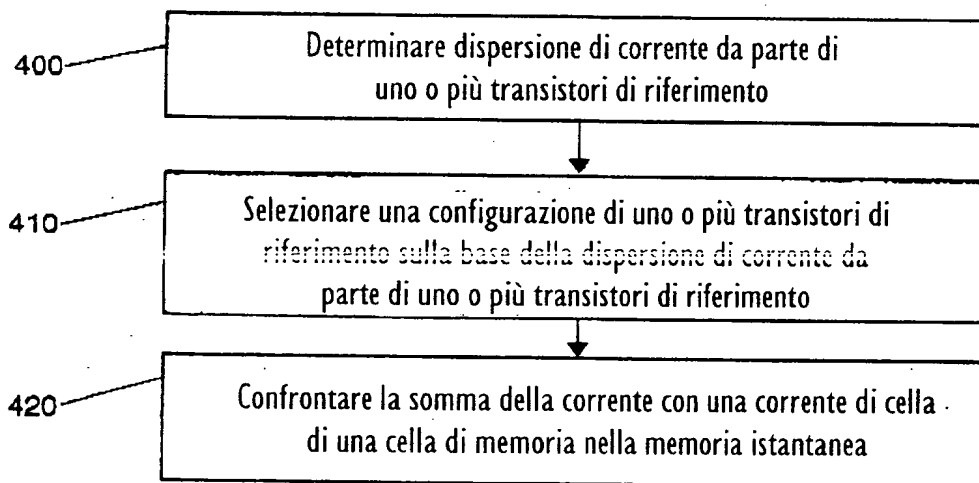 400
Determinare dispersione di corrente da parte di
uno o più transistori di riferimento
410
Selezionare una configurazione di uno o più transistori di
riferimento sulla base della dispersione di corrente da
parte di uno o più transistori di riferimento
420
Confrontare la somma della corrente con una corrente di cella
di una cella di memoria nella memoria istantanea